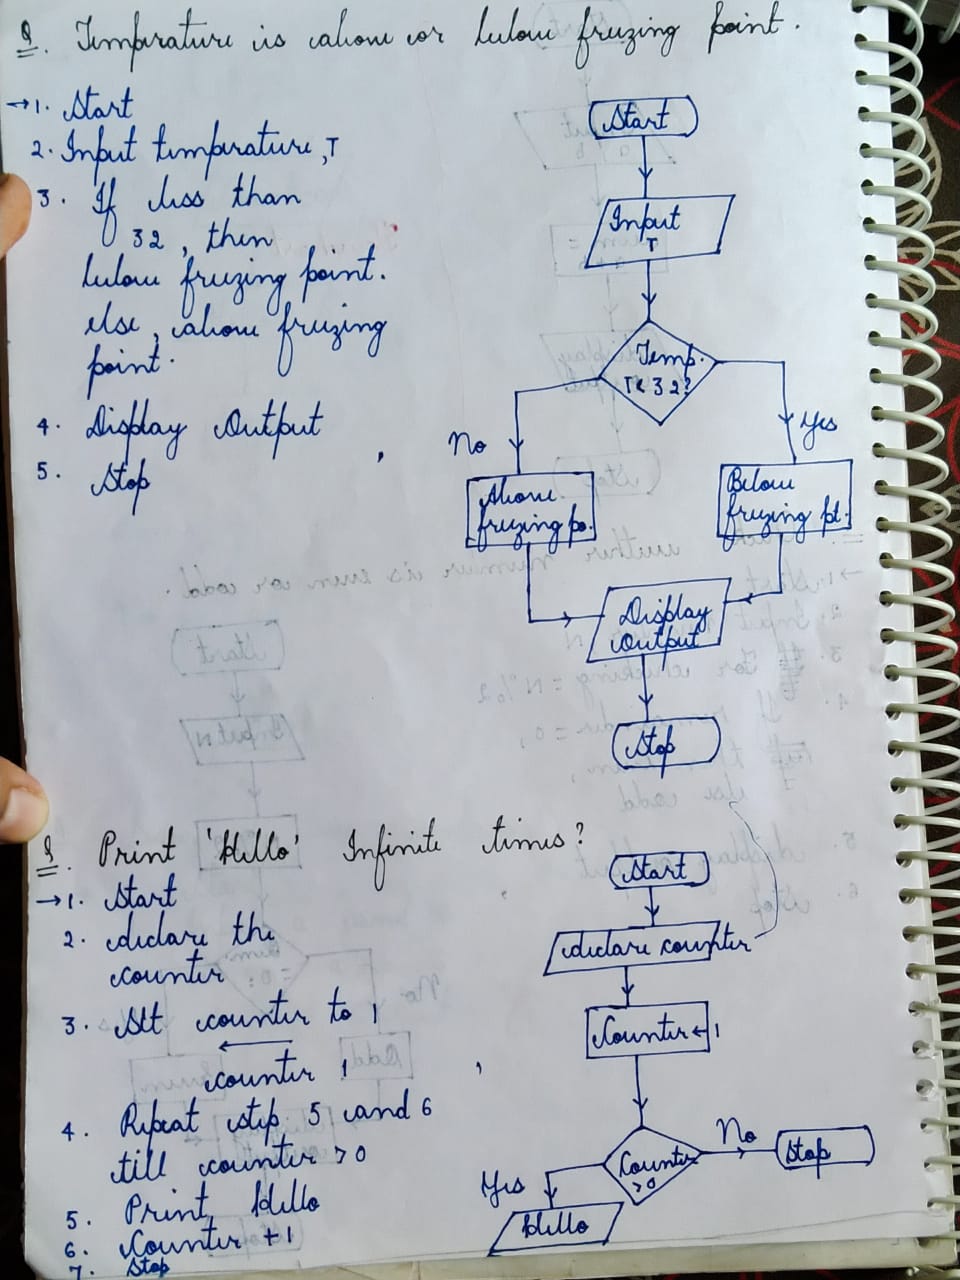 Q. Temperature is above or below freezing point.
→ 1. Start
2. Input temperature, T
3. If less than
32, then
below freezing point.
else, above freezing
point.
4. Display Output
5. Stop
Start
Input
T
Temp.
T< 32?
No
Yes
Above
freezing po.
Below
freezing pt.
Display
Output
Stop
Q. Print 'Hello' Infinite times?
→ 1. Start
2. declare the
counter
3. Set counter to 1
←
counter 1
4. Repeat step 5 and 6
till counter > 0
5. Print Hello
6. Counter + 1
7. Stop
Start
declare counter
Counter ← 1
Counter
> 0
No
Stop
Yes
Hello